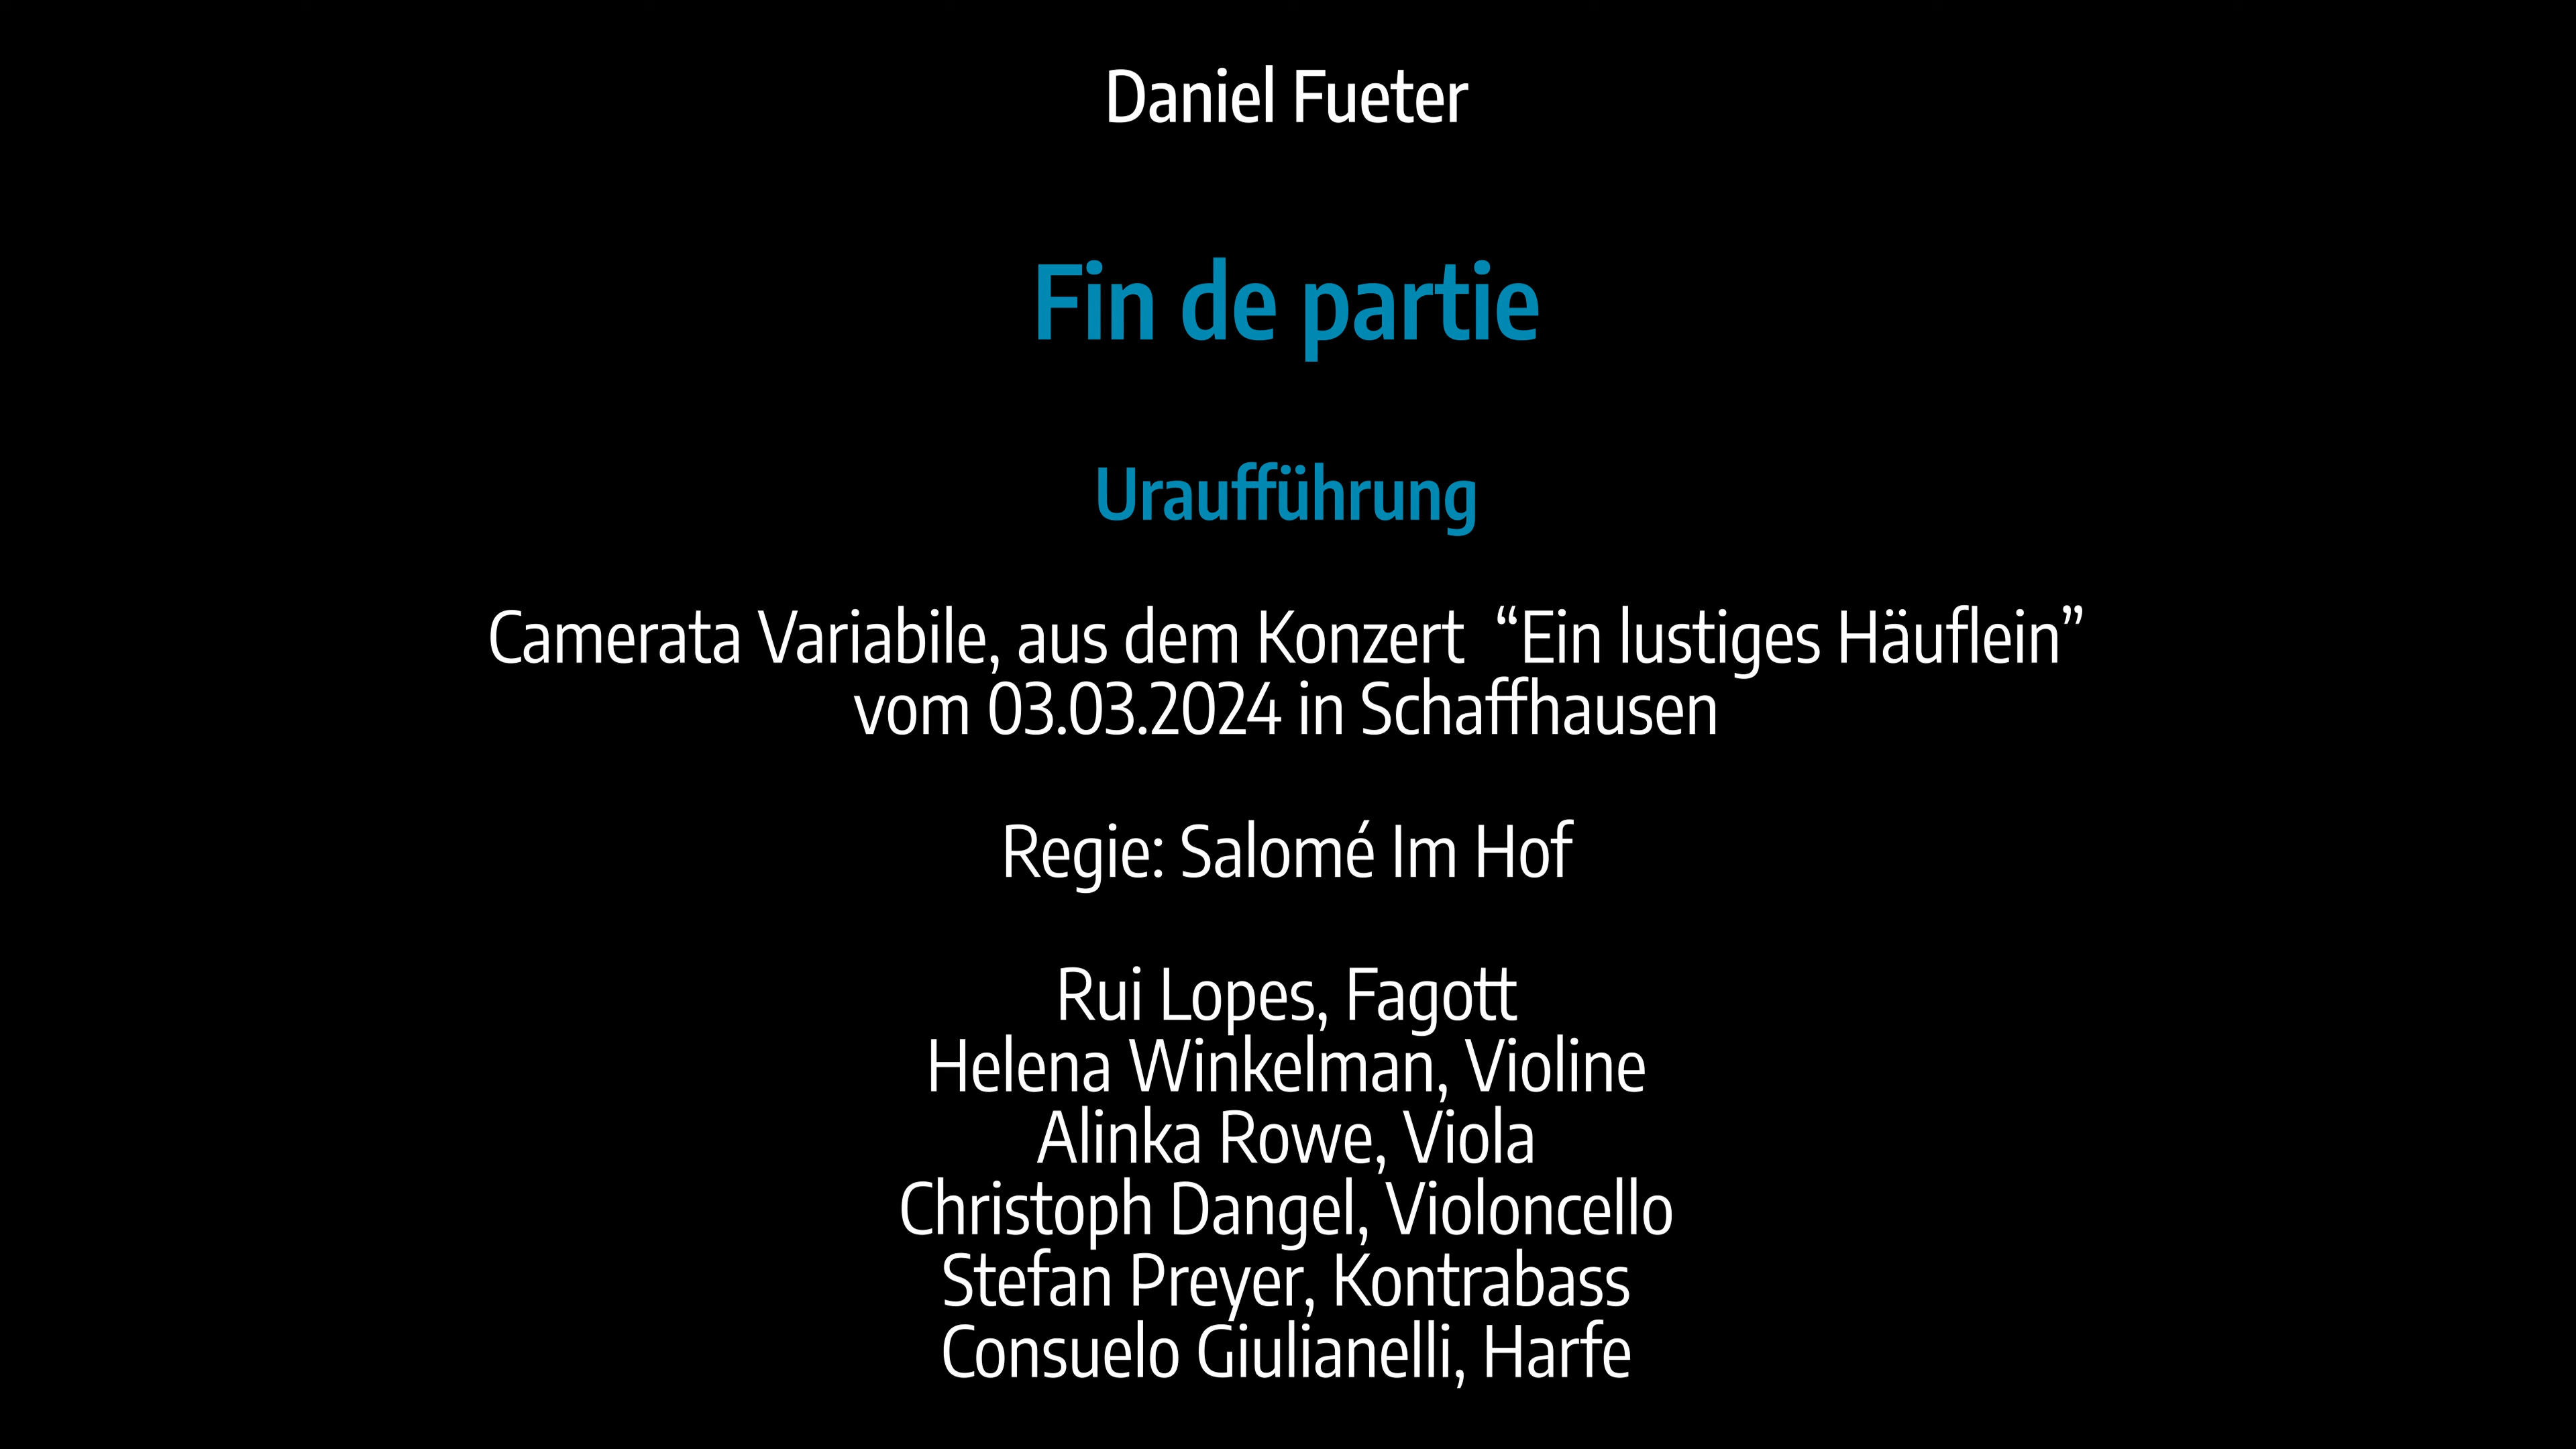 Daniel Fueter
Fin de partie
Uraufführung
Camerata Variabile, aus dem Konzert “Ein lustiges Häuflein”
vom 03.03.2024 in Schaffhausen
Regie: Salomé Im Hof
Rui Lopes, Fagott
Helena Winkelman, Violine
Alinka Rowe, Viola
Christoph Dangel, Violoncello
Stefan Preyer, Kontrabass
Consuelo Giulianelli, Harfe